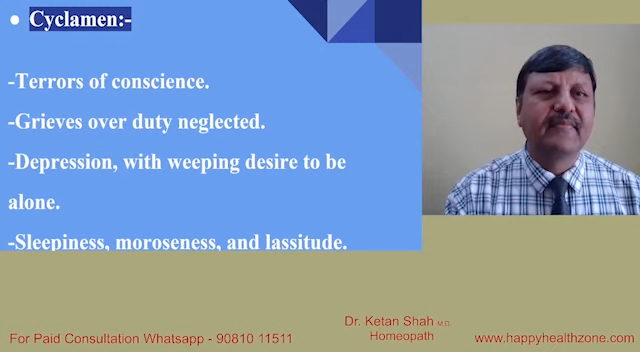 • Cyclamen:-
-Terrors of conscience.
-Grieves over duty neglected.
-Depression, with weeping desire to be
alone.
-Sleepiness, moroseness, and lassitude.
Dr. Ketan Shah M.D.
Homeopath
For Paid Consultation Whatsapp - 90810 11511
www.happyhealthzone.com